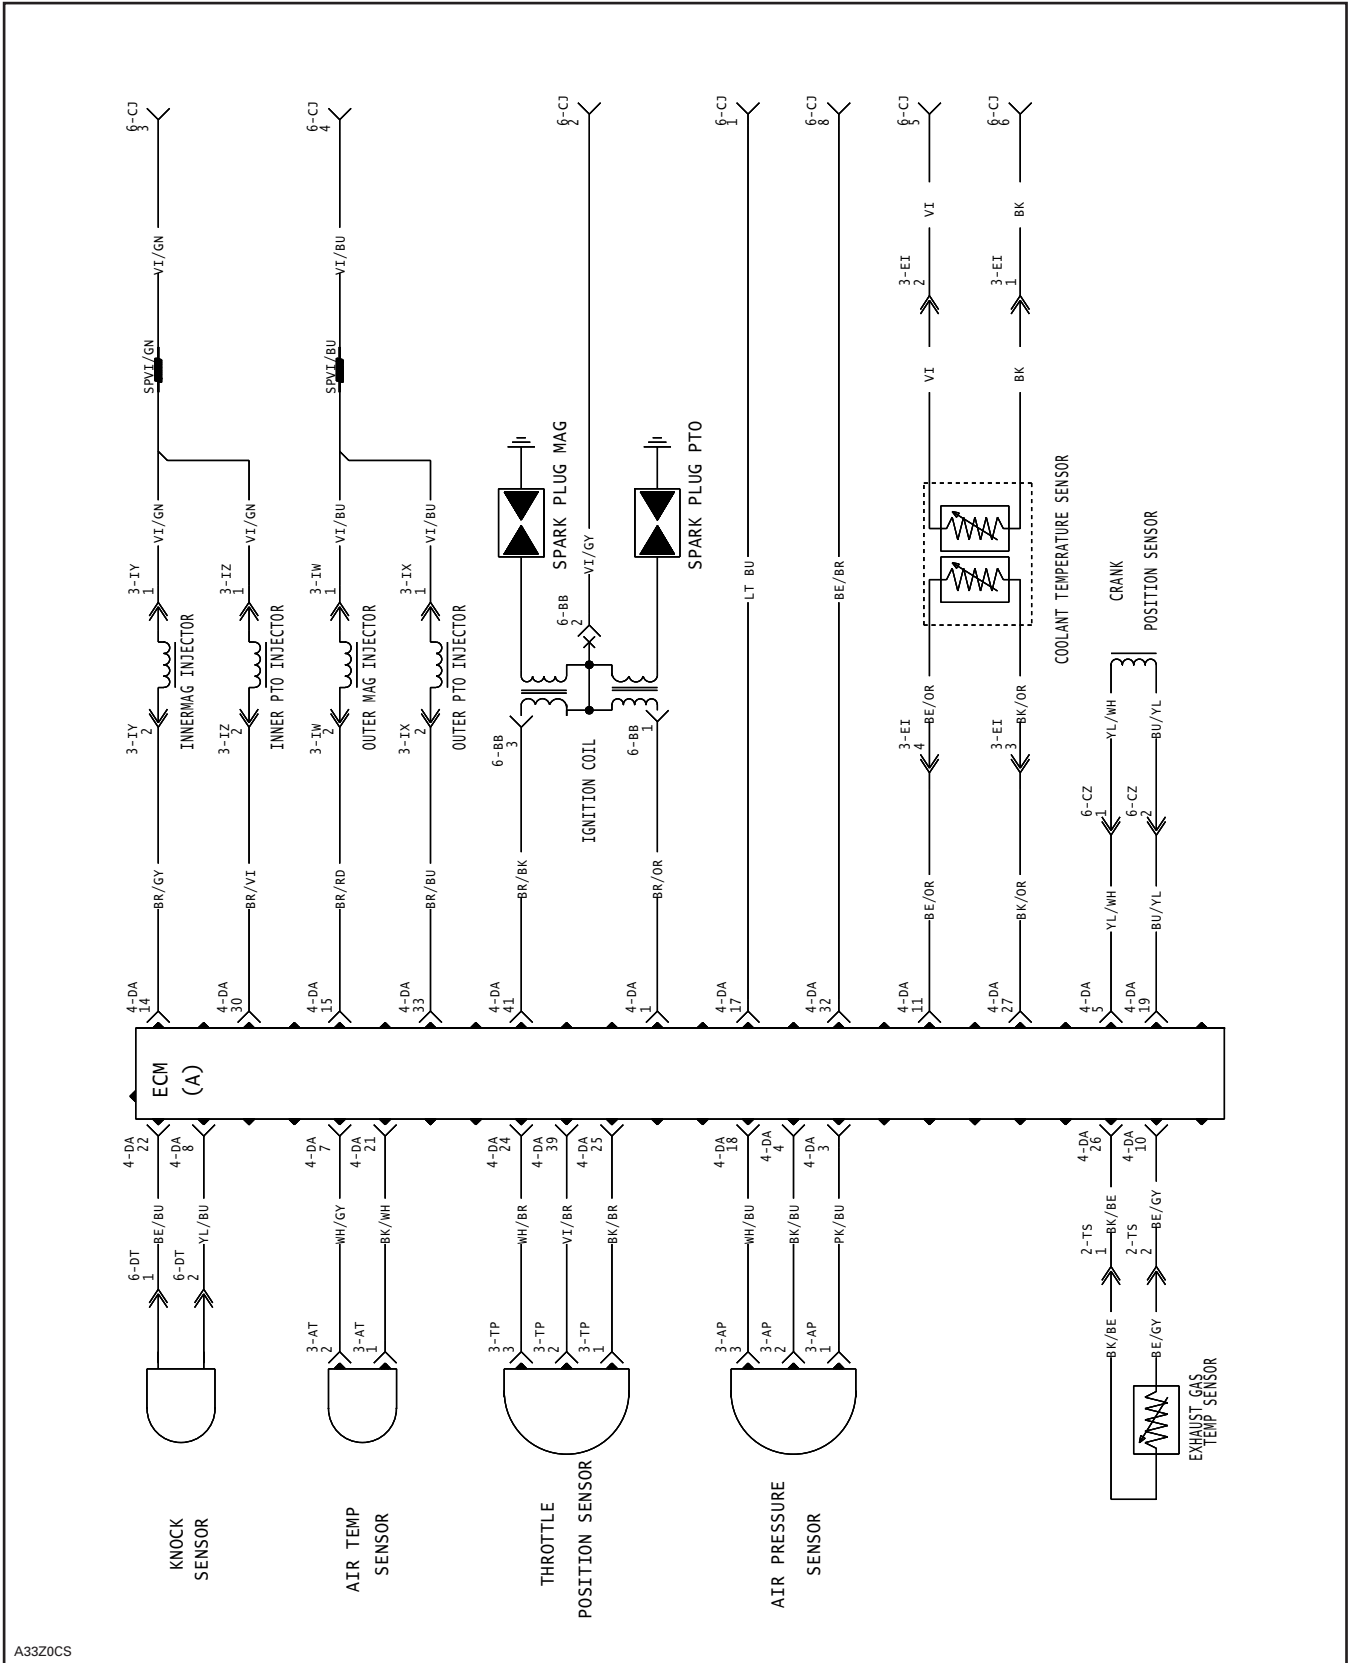 6-CJ
3
6-CJ
4
6-CJ
2
6-CJ
1
6-CJ
8
6-CJ
5
6-CJ
6
VI/GN
VI/BU
VI
BK
3-EI
2
3-EI
1
SPVI/GN
SPVI/BU
VI
BK
SPARK PLUG MAG
SPARK PLUG PTO
COOLANT TEMPERATURE SENSOR
VI/GN
VI/GN
VI/BU
VI/BU
VI/GY
LT BU
BE/BR
CRANK
POSITION SENSOR
3-IY
1
3-IZ
1
3-IW
1
3-IX
1
6-BB
2
INNERMAG INJECTOR
INNER PTO INJECTOR
OUTER MAG INJECTOR
OUTER PTO INJECTOR
3-IY
2
3-IZ
2
3-IW
2
3-IX
2
6-BB
3
IGNITION COIL
6-BB
1
BE/OR
BK/OR
3-EI
4
3-EI
3
YL/WH
BU/YL
6-CZ
1
6-CZ
2
BR/GY
BR/VI
BR/RD
BR/BU
BR/BK
BR/OR
BE/OR
BK/OR
YL/WH
BU/YL
4-DA
14
4-DA
30
4-DA
15
4-DA
33
4-DA
41
4-DA
1
4-DA
17
4-DA
32
4-DA
11
4-DA
27
4-DA
5
4-DA
19
ECM
(A)
4-DA
22
4-DA
8
4-DA
7
4-DA
21
4-DA
24
4-DA
39
4-DA
25
4-DA
18
4-DA
4
4-DA
3
4-DA
26
4-DA
10
BE/BU
YL/BU
WH/GY
BK/WH
WH/BR
VI/BR
BK/BR
WH/BU
BK/BU
PK/BU
BK/BE
BE/GY
6-DT
1
6-DT
2
2-TS
1
2-TS
2
3-AT
2
3-AT
1
3-TP
3
3-TP
2
3-TP
1
3-AP
3
3-AP
2
3-AP
1
BK/BE
BE/GY
EXHAUST GAS
TEMP SENSOR
KNOCK
SENSOR
AIR TEMP
SENSOR
THROTTLE
POSITION SENSOR
AIR PRESSURE
SENSOR
A33Z0CS